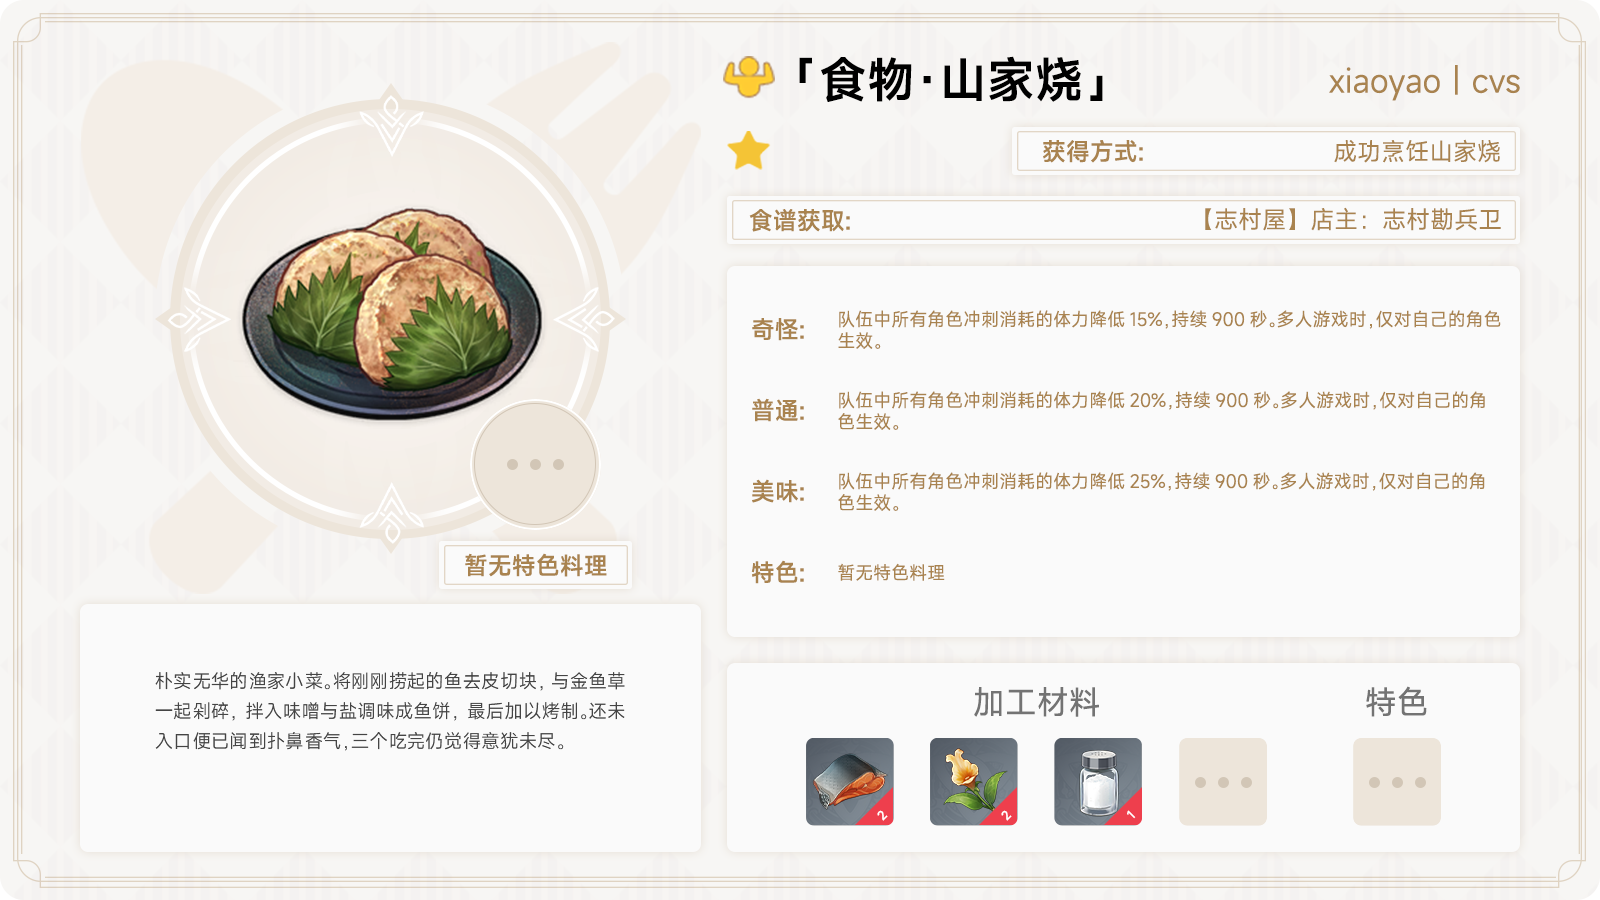 「食物·山家烧」
xiaoyao | cvs
获得方式:
成功烹饪山家烧
食谱获取:
【志村屋】店主：志村勘兵卫
奇怪:
队伍中所有角色冲刺消耗的体力降低 15%,持续 900 秒。多人游戏时,仅对自己的角色
生效。
普通:
队伍中所有角色冲刺消耗的体力降低 20%,持续 900 秒。多人游戏时,仅对自己的角
色生效。
美味:
队伍中所有角色冲刺消耗的体力降低 25%,持续 900 秒。多人游戏时,仅对自己的角
色生效。
特色:
暂无特色料理
暂无特色料理
朴实无华的渔家小菜。将刚刚捞起的鱼去皮切块，与金鱼草
一起剁碎，拌入味噌与盐调味成鱼饼，最后加以烤制。还未
入口便已闻到扑鼻香气,三个吃完仍觉得意犹未尽。
加工材料
特色
2
2
1